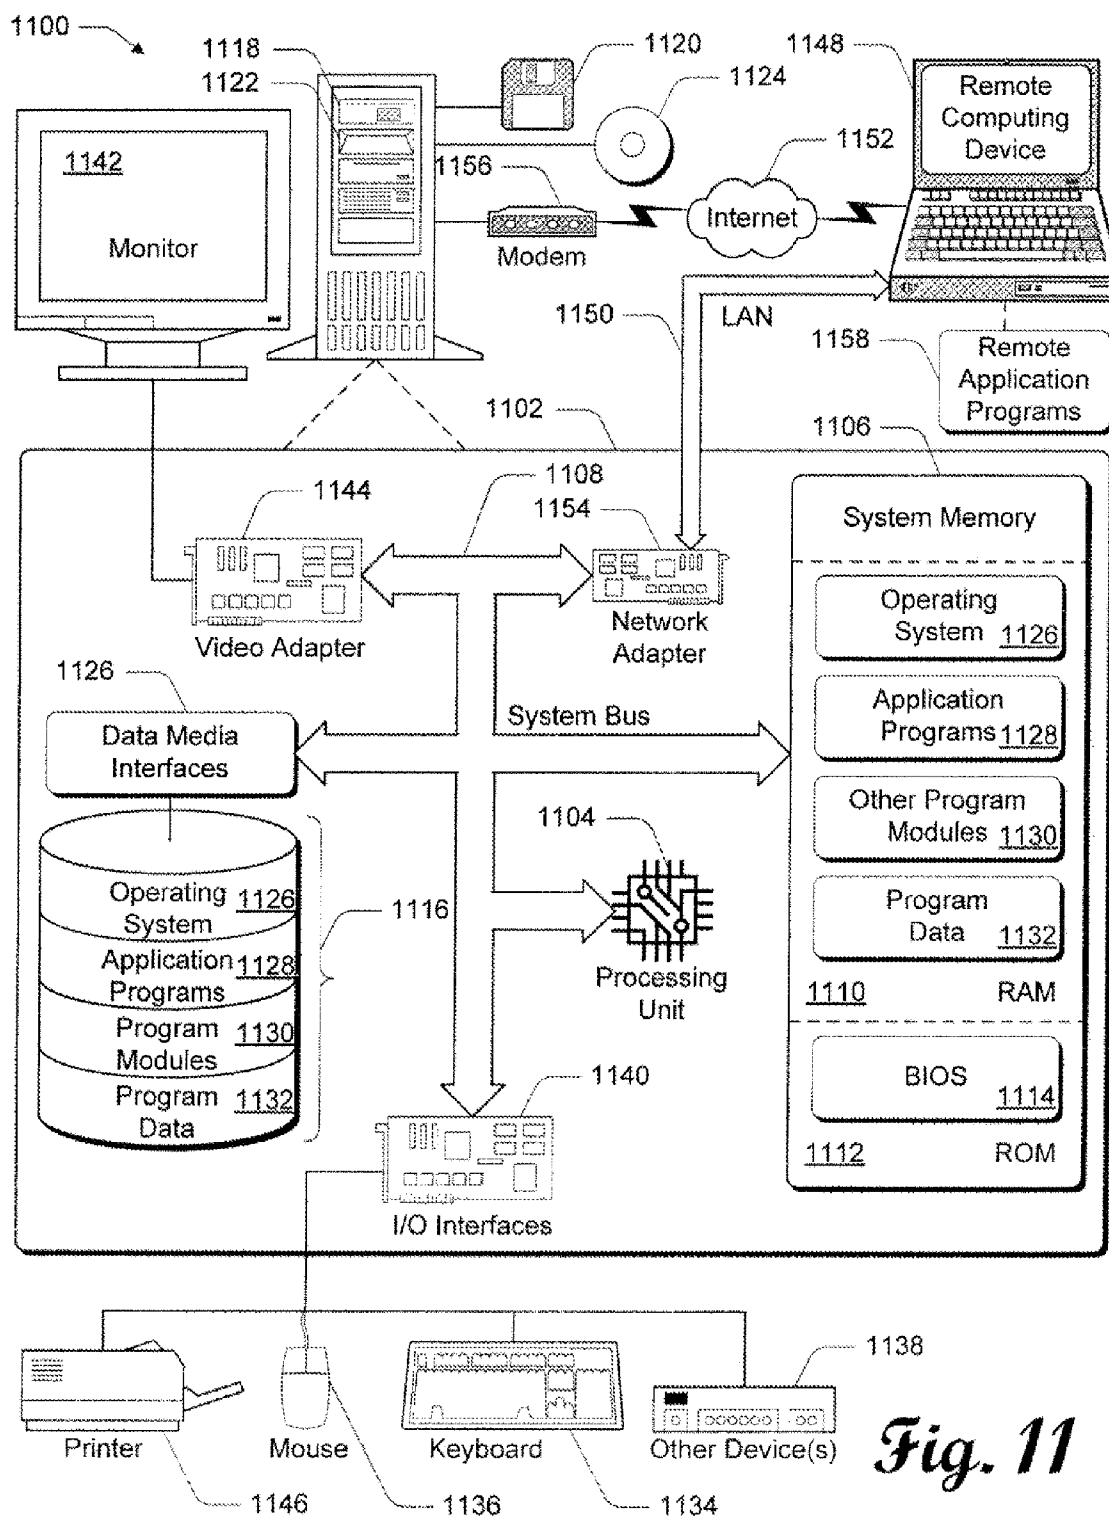 1100
1118
1122
1120
1124
1148
Remote
Computing
Device
1142
Monitor
1156
Modem
1152
Internet
LAN
1150
1158
Remote
Application
Programs
1102
1106
1144
1108
1154
Video Adapter
Network
Adapter
System Memory
Operating
System 1126
Application
Programs 1128
Other Program
Modules 1130
Program
Data 1132
1110 RAM
BIOS
1114
1112 ROM
1126
Data Media
Interfaces
System Bus
1104
Processing
Unit
Operating
System 1126
Application
Programs 1128
Program
Modules 1130
Program
Data 1132
1116
1140
I/O Interfaces
Printer
Mouse
Keyboard
1138
Other Device(s)
1146
1136
1134
Fig. 11